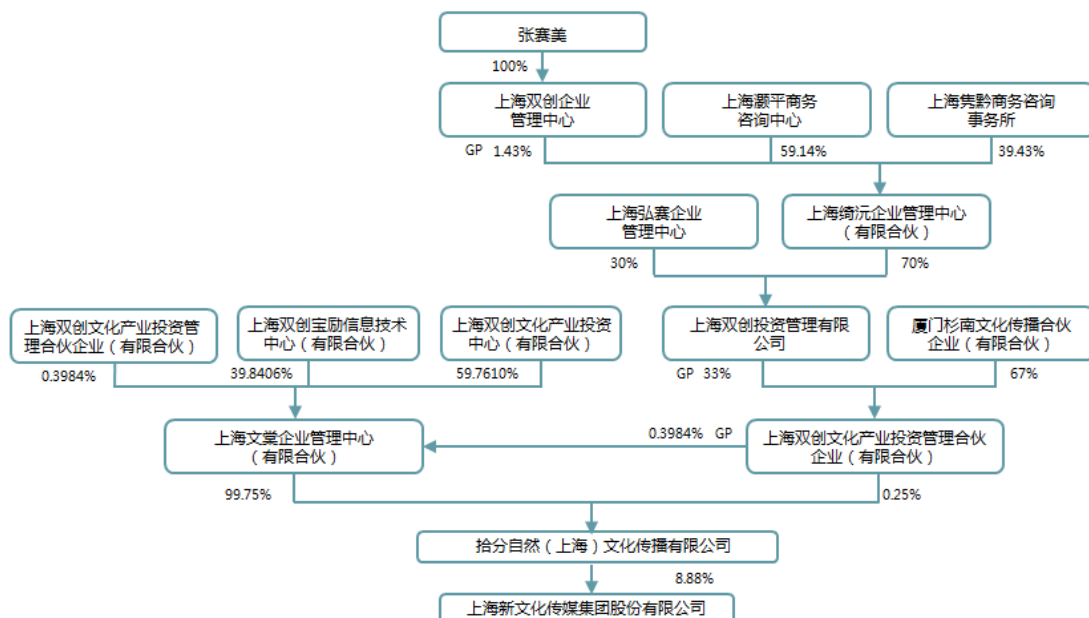 张赛美
100%
上海双创企业
管理中心
上海灏平商务
咨询中心
上海隽黔商务咨询
事务所
GP 1.43%
59.14%
39.43%
上海弘赛企业
管理中心
上海绮沅企业管理中心
（有限合伙）
30%
70%
上海双创文化产业投资管
理合伙企业（有限合伙）
上海双创宝励信息技术
中心（有限合伙）
上海双创文化产业投资
中心（有限合伙）
上海双创投资管理有限
公司
厦门杉南文化传播合伙
企业（有限合伙）
0.3984%
39.8406%
59.7610%
GP 33%
67%
上海文棠企业管理中心
（有限合伙）
0.3984% GP
上海双创文化产业投资管理合伙
企业（有限合伙）
99.75%
0.25%
拾分自然（上海）文化传播有限公司
8.88%
上海新文化传媒集团股份有限公司